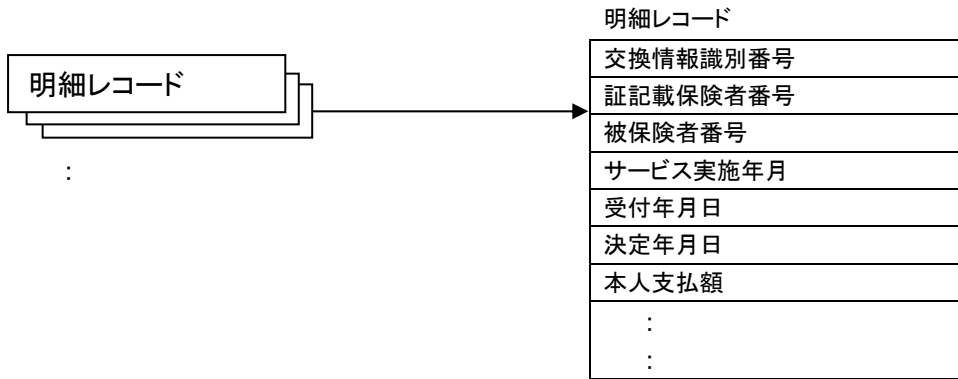 明細レコード
:
明細レコード
交換情報識別番号
証記載保険者番号
被保険者番号
サービス実施年月
受付年月日
決定年月日
本人支払額
:
: